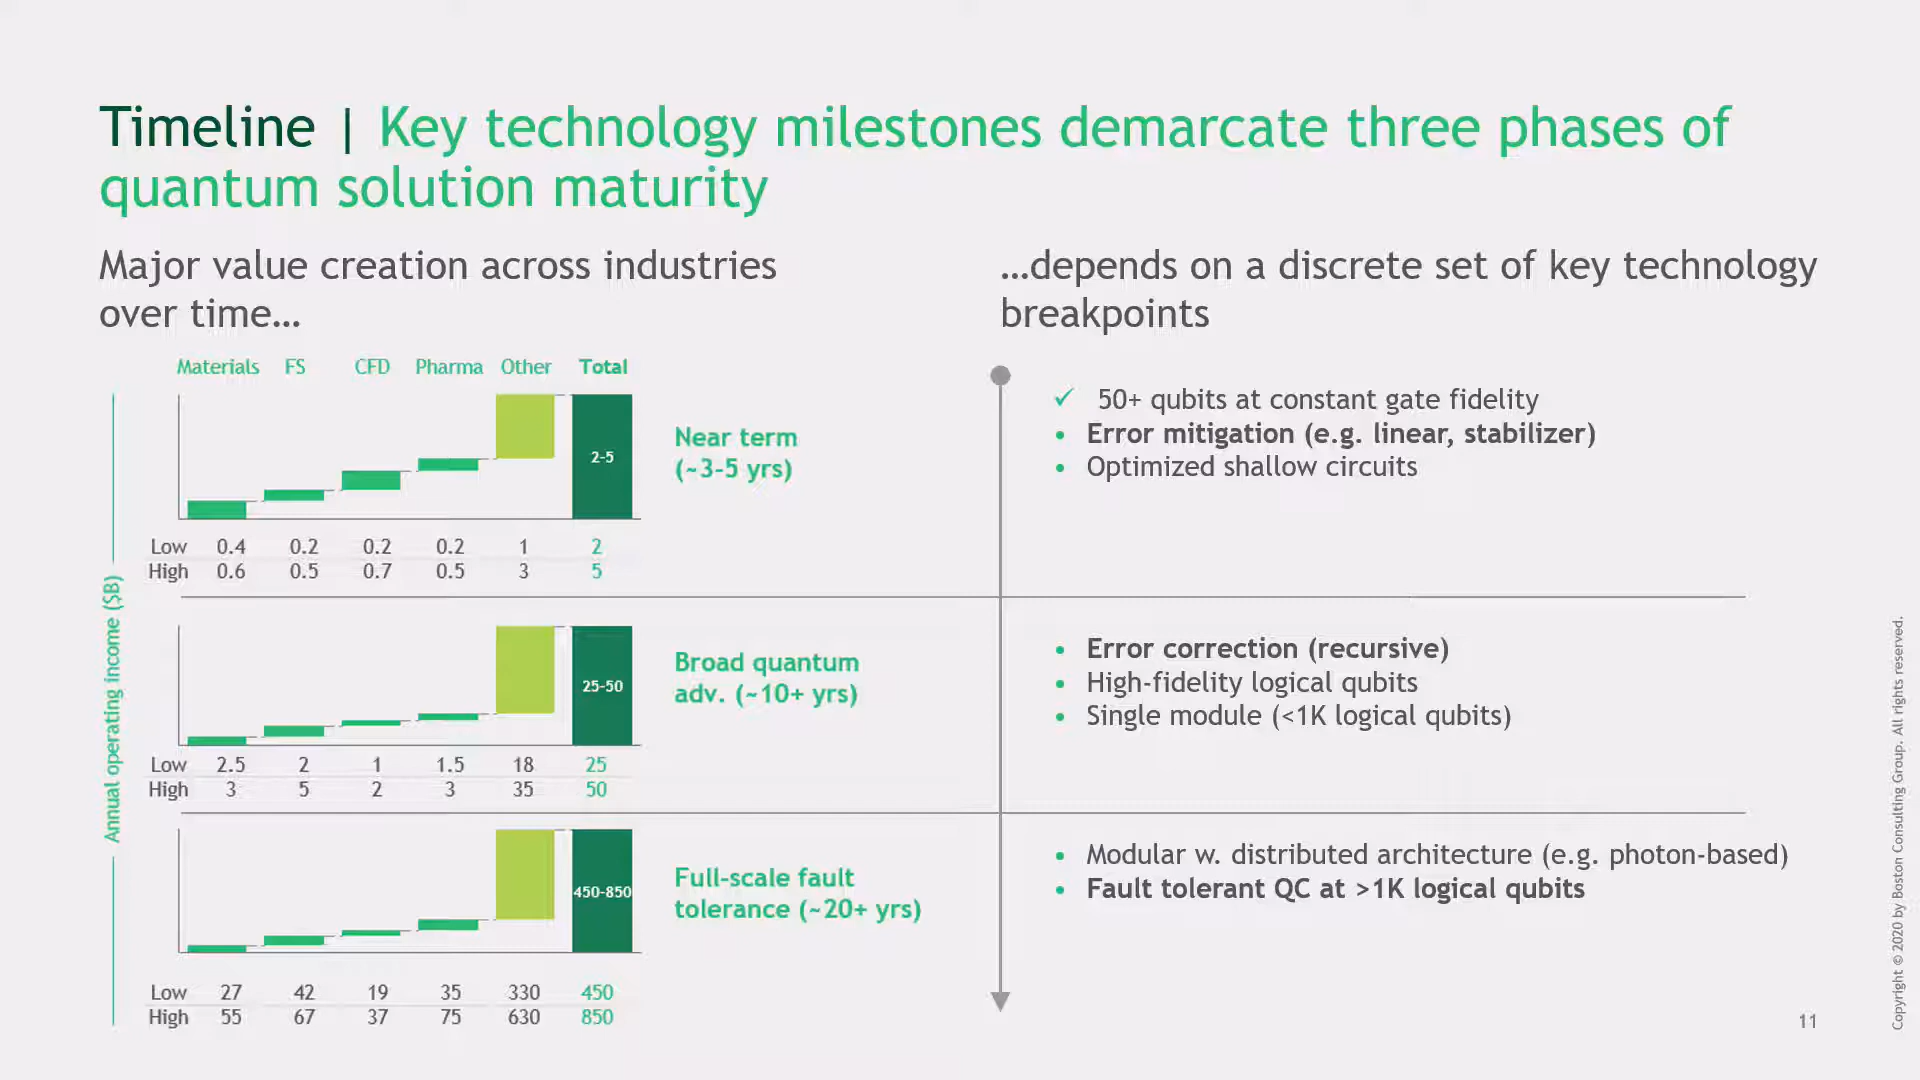 Timeline | Key technology milestones demarcate three phases of
quantum solution maturity
Major value creation across industries
over time…
Materials FS CFD Pharma Other Total
2-5
Near term
(~3-5 yrs)
Low 0.4 0.2 0.2 0.2 1 2
High 0.6 0.5 0.7 0.5 3 5
25-50
Broad quantum
adv. (~10+ yrs)
Low 2.5 2 1 1.5 18 25
High 3 5 2 3 35 50
450-850
Full-scale fault
tolerance (~20+ yrs)
Low 27 42 19 35 330 450
High 55 67 37 75 630 850
Annual operating income ($B)
…depends on a discrete set of key technology
breakpoints
✓ 50+ qubits at constant gate fidelity
• Error mitigation (e.g. linear, stabilizer)
• Optimized shallow circuits
• Error correction (recursive)
• High-fidelity logical qubits
• Single module (<1K logical qubits)
• Modular w. distributed architecture (e.g. photon-based)
• Fault tolerant QC at >1K logical qubits
11
Copyright © 2020 by Boston Consulting Group. All rights reserved.